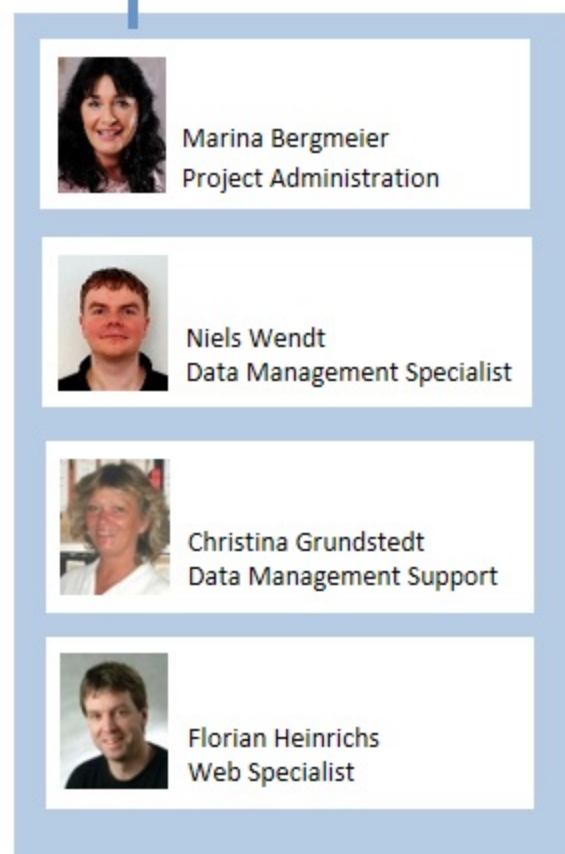 Marina Bergmeier
Project Administration
Niels Wendt
Data Management Specialist
Christina Grundstedt
Data Management Support
Florian Heinrichs
Web Specialist